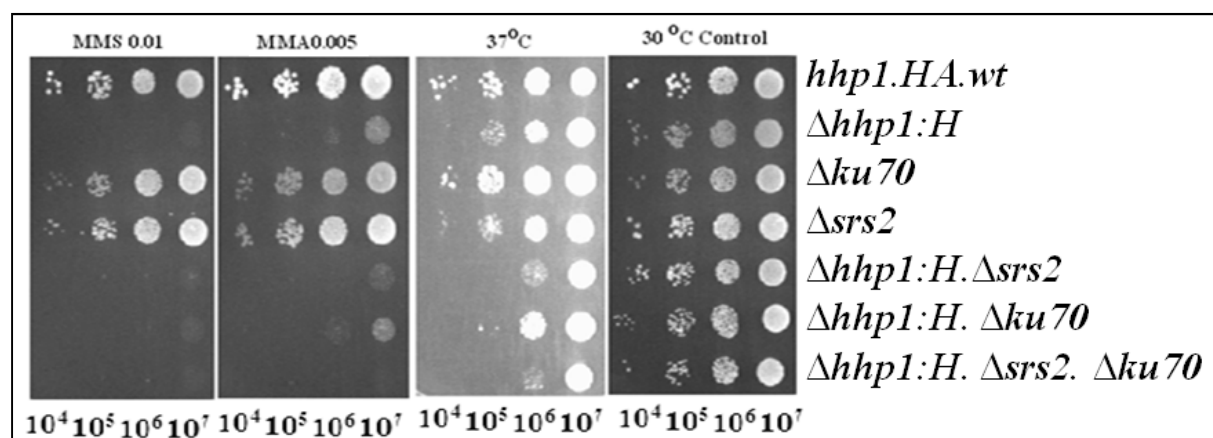 MMS 0.01 MMA0.005 37°C 30 °C Control
hhp1.HA.wt
Δhhp1:H
Δku70
Δsrs2
Δhhp1:H.Δsrs2
Δhhp1:H. Δku70
Δhhp1:H. Δsrs2. Δku70
10⁴ 10⁵ 10⁶ 10⁷ 10⁴ 10⁵ 10⁶ 10⁷ 10⁴ 10⁵ 10⁶ 10⁷ 10⁴ 10⁵ 10⁶ 10⁷